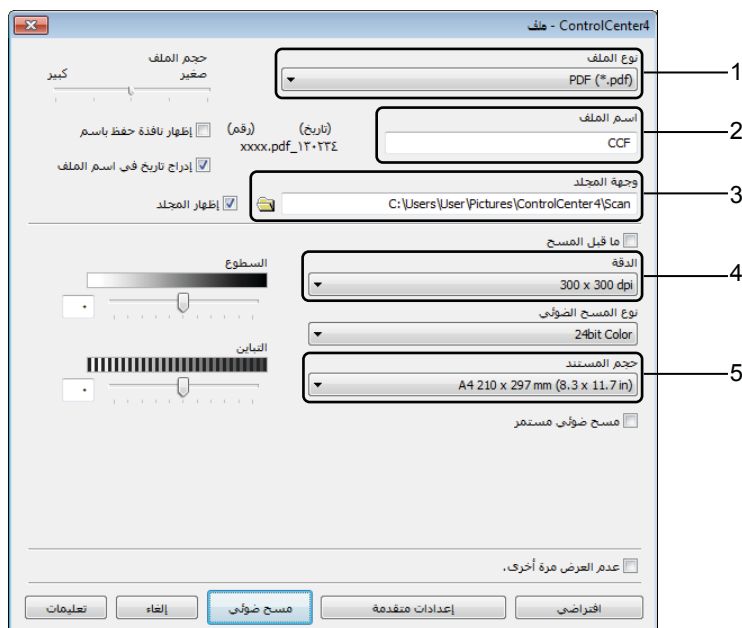 ControlCenter4 - ملف
نوع الملف
PDF (*.pdf)
1
حجم الملف
صغير كبير
اسم الملف
CCF
2
(تاريخ) (رقم)
xxxx.pdf_١٣٠٢٣٤
إظهار نافذة حفظ باسم
إدراج تاريخ في اسم الملف
وجهة المجلد
C:\Users\User\Pictures\ControlCenter4\Scan
3
إظهار المجلد
ما قبل المسح
الدقة
300 x 300 dpi
4
نوع المسح الضوئي
24bit Color
حجم المستند
A4 210 x 297 mm (8.3 x 11.7 in)
5
مسح ضوئي مستمر
السطوع
٠
التباين
٠
عدم العرض مرة أخرى.
افتراضي
إعدادات متقدمة
مسح ضوئي
إلغاء
تعليمات